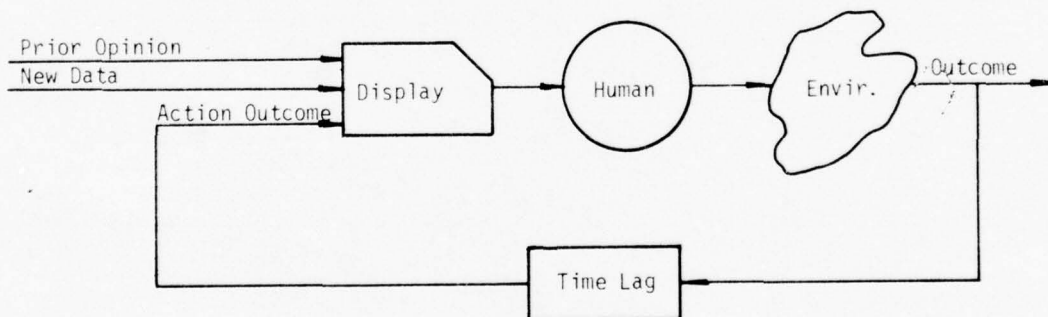 Prior Opinion
New Data
Action Outcome
Display
Human
Envir.
Outcome
Time Lag